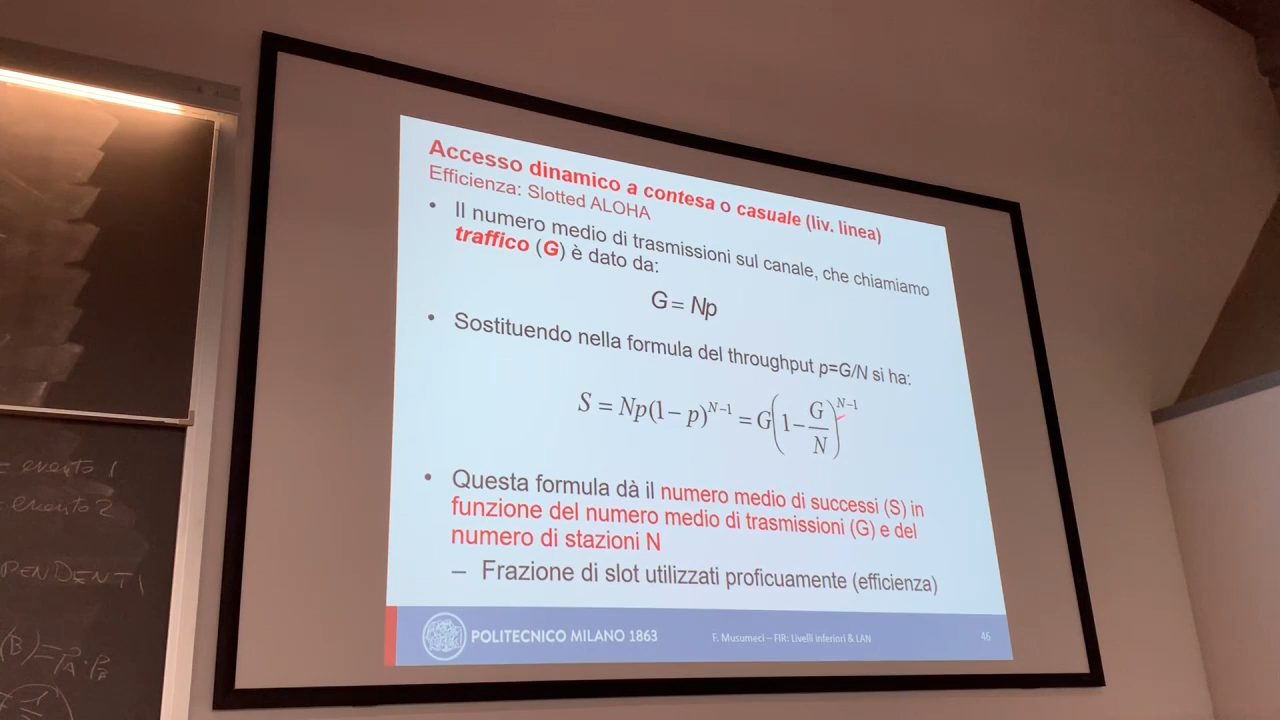 Accesso dinamico a contesa o casuale (liv. linea)
Efficienza: Slotted ALOHA
• Il numero medio di trasmissioni sul canale, che chiamiamo
traffico (G) è dato da:
G = Np
• Sostituendo nella formula del throughput p=G/N si ha:
S = Np(1−p)^{N−1} = G(1−G/N)^{N−1}
• Questa formula dà il numero medio di successi (S) in
funzione del numero medio di trasmissioni (G) e del
numero di stazioni N
– Frazione di slot utilizzati proficuamente (efficienza)
POLITECNICO MILANO 1863
F. Musumeci – FIR: Livelli inferiori & LAN
46
= evento 1
= evento 2
PENDENTI